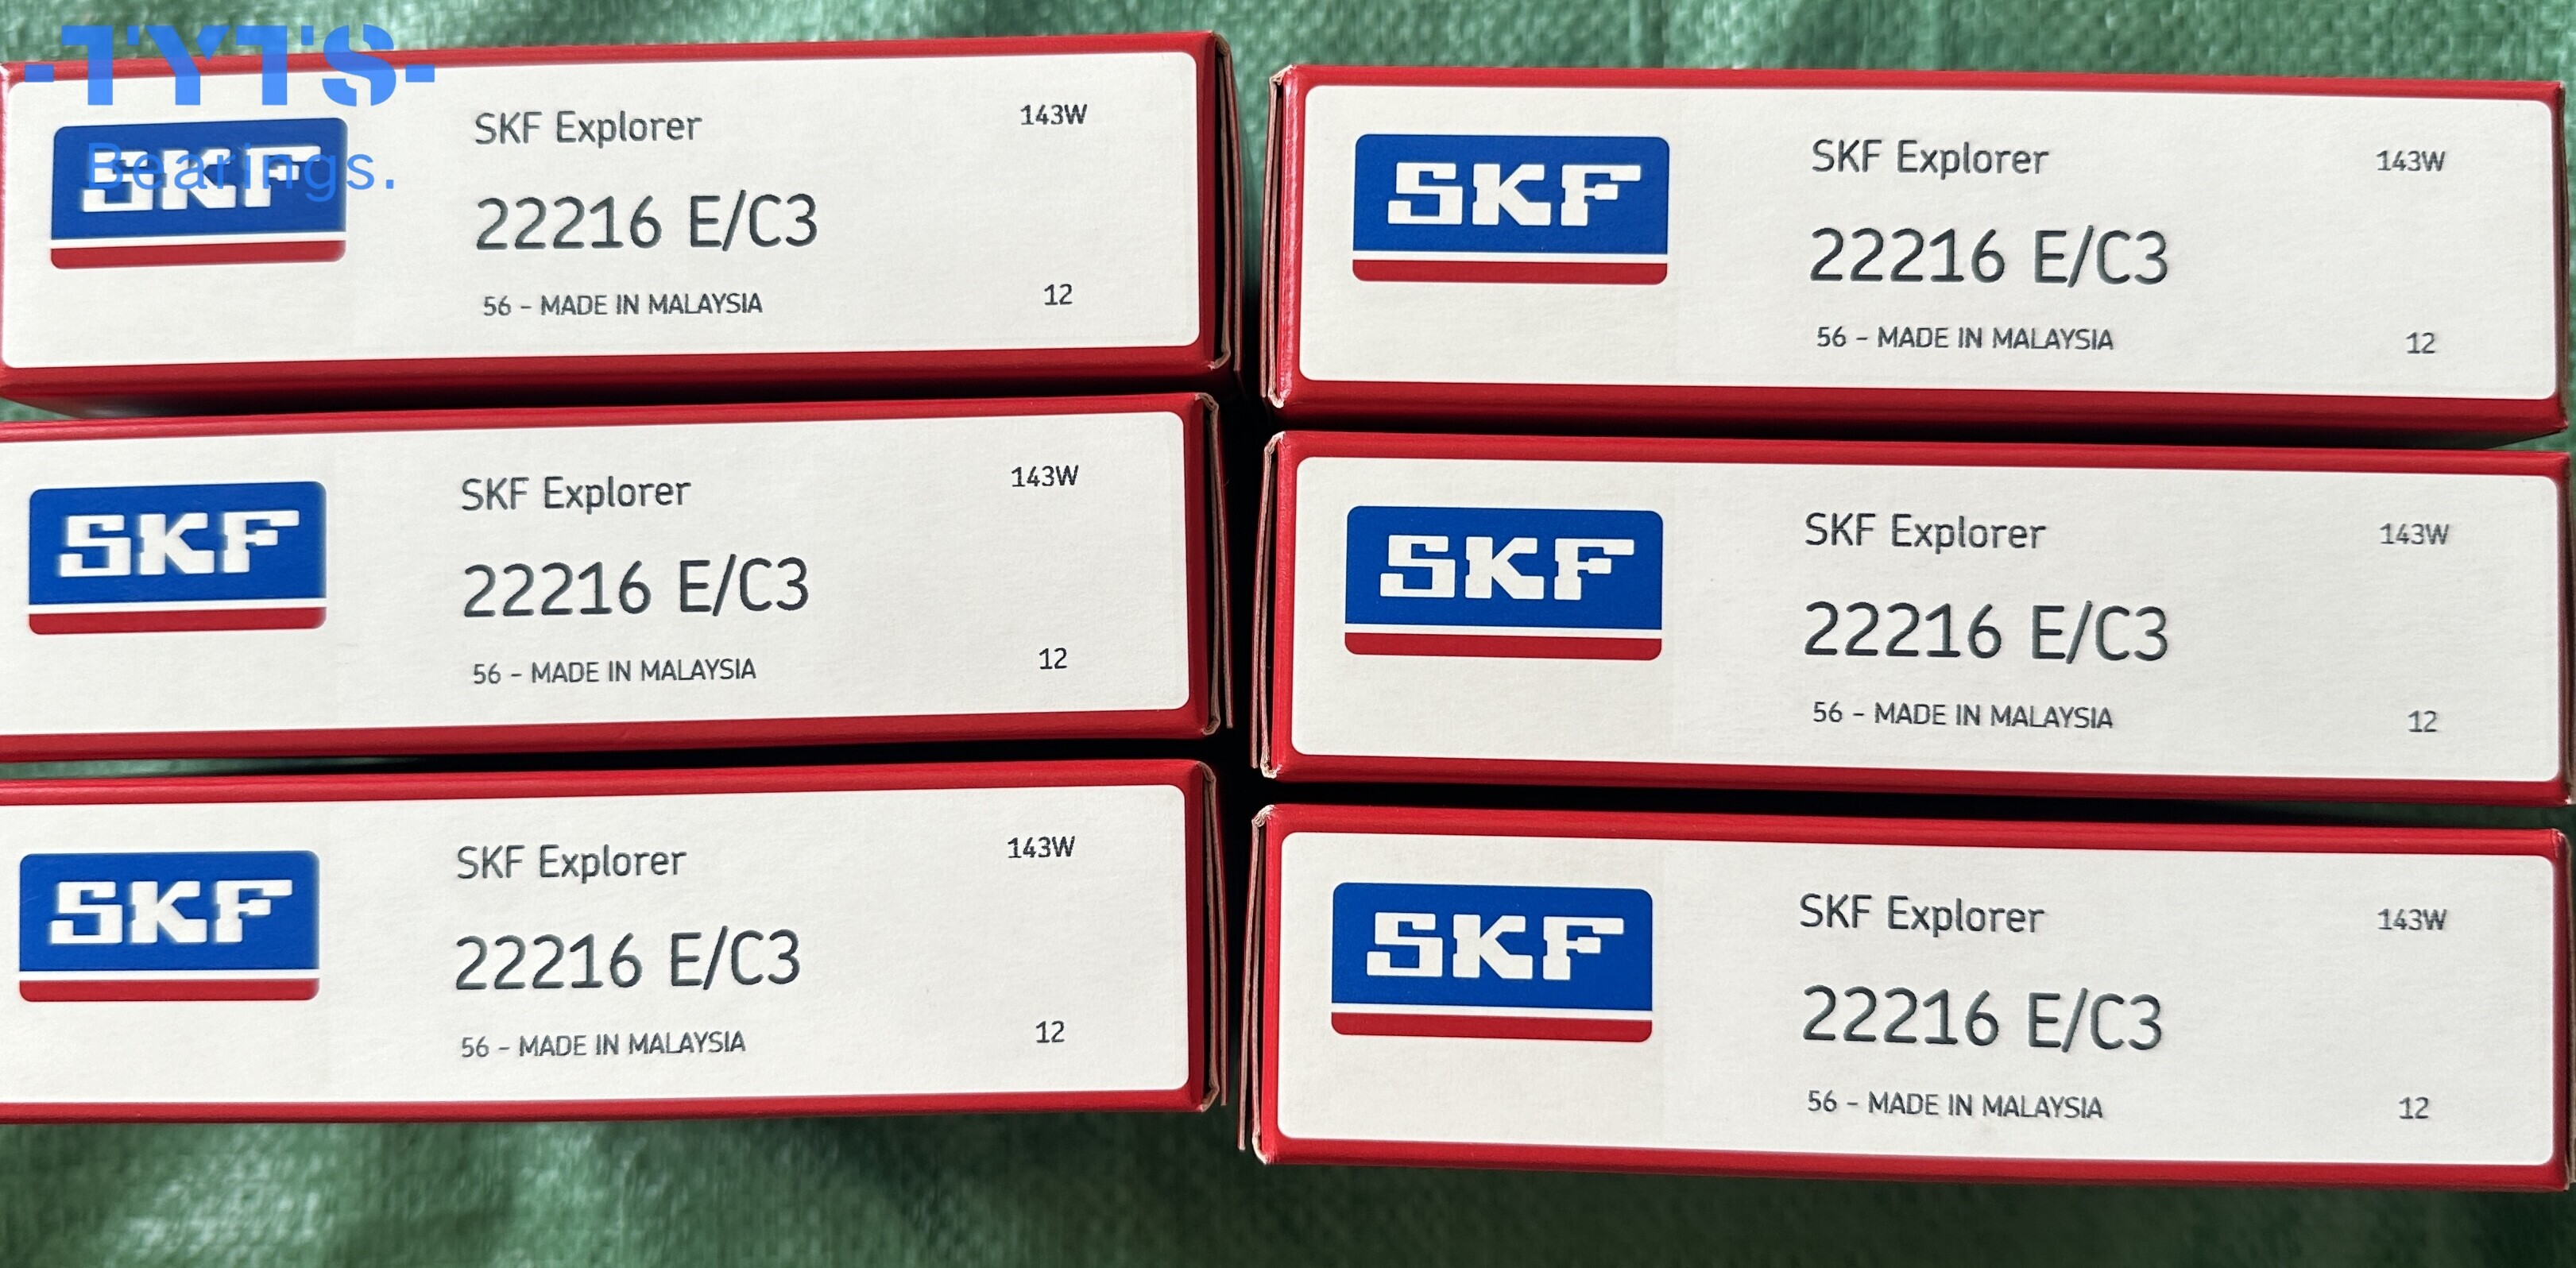 -TYTS-
Bearings.
SKF
SKF Explorer
143W
22216 E/C3
56 - MADE IN MALAYSIA
12
SKF
SKF Explorer
143W
22216 E/C3
56 - MADE IN MALAYSIA
12
SKF
SKF Explorer
143W
22216 E/C3
56 - MADE IN MALAYSIA
12
SKF
SKF Explorer
143W
22216 E/C3
56 - MADE IN MALAYSIA
12
SKF
SKF Explorer
143W
22216 E/C3
56 - MADE IN MALAYSIA
12
SKF
SKF Explorer
143W
22216 E/C3
56 - MADE IN MALAYSIA
12